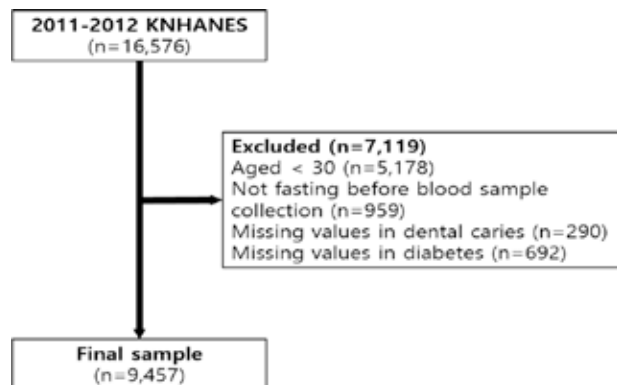 2011-2012 KNHANES
(n=16,576)
Excluded (n=7,119)
Aged < 30 (n=5,178)
Not fasting before blood sample
collection (n=959)
Missing values in dental caries (n=290)
Missing values in diabetes (n=692)
Final sample
(n=9,457)